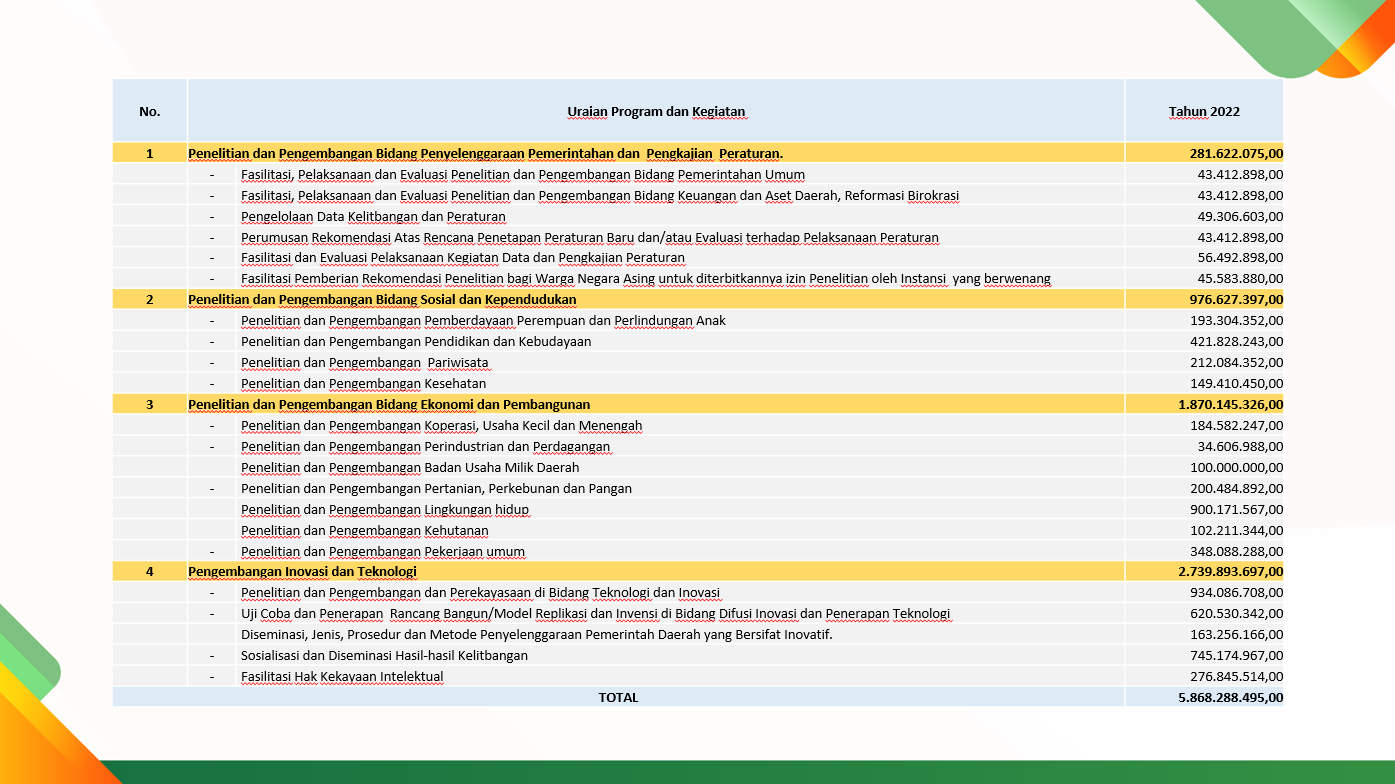 No. Uraian Program dan Kegiatan Tahun 2022
1 Penelitian dan Pengembangan Bidang Penyelenggaraan Pemerintahan dan  Pengkajian  Peraturan. 281.622.075,00
- Fasilitasi, Pelaksanaan dan Evaluasi Penelitian dan Pengembangan Bidang Pemerintahan Umum 43.412.898,00
- Fasilitasi, Pelaksanaan dan Evaluasi Penelitian dan Pengembangan Bidang Keuangan dan Aset Daerah, Reformasi Birokrasi 43.412.898,00
- Pengelolaan Data Kelitbangan dan Peraturan 49.306.603,00
- Perumusan Rekomendasi Atas Rencana Penetapan Peraturan Baru dan/atau Evaluasi terhadap Pelaksanaan Peraturan 43.412.898,00
- Fasilitasi dan Evaluasi Pelaksanaan Kegiatan Data dan Pengkajian Peraturan 56.492.898,00
- Fasilitasi Pemberian Rekomendasi Penelitian bagi Warga Negara Asing untuk diterbitkannya izin Penelitian oleh Instansi  yang berwenang 45.583.880,00
2 Penelitian dan Pengembangan Bidang Sosial dan Kependudukan 976.627.397,00
- Penelitian dan Pengembangan Pemberdayaan Perempuan dan Perlindungan Anak 193.304.352,00
- Penelitian dan Pengembangan Pendidikan dan Kebudayaan 421.828.243,00
- Penelitian dan Pengembangan  Pariwisata 212.084.352,00
- Penelitian dan Pengembangan Kesehatan 149.410.450,00
3 Penelitian dan Pengembangan Bidang Ekonomi dan Pembangunan 1.870.145.326,00
- Penelitian dan Pengembangan Koperasi, Usaha Kecil dan Menengah 184.582.247,00
- Penelitian dan Pengembangan Perindustrian dan Perdagangan 34.606.988,00
Penelitian dan Pengembangan Badan Usaha Milik Daerah 100.000.000,00
- Penelitian dan Pengembangan Pertanian, Perkebunan dan Pangan 200.484.892,00
Penelitian dan Pengembangan Lingkungan hidup 900.171.567,00
Penelitian dan Pengembangan Kehutanan 102.211.344,00
- Penelitian dan Pengembangan Pekerjaan umum 348.088.288,00
4 Pengembangan Inovasi dan Teknologi 2.739.893.697,00
- Penelitian dan Pengembangan dan Perekayasaan di Bidang Teknologi dan Inovasi 934.086.708,00
- Uji Coba dan Penerapan  Rancang Bangun/Model Replikasi dan Invensi di Bidang Difusi Inovasi dan Penerapan Teknologi 620.530.342,00
Diseminasi, Jenis, Prosedur dan Metode Penyelenggaraan Pemerintah Daerah yang Bersifat Inovatif. 163.256.166,00
- Sosialisasi dan Diseminasi Hasil-hasil Kelitbangan 745.174.967,00
- Fasilitasi Hak Kekayaan Intelektual 276.845.514,00
TOTAL 5.868.288.495,00